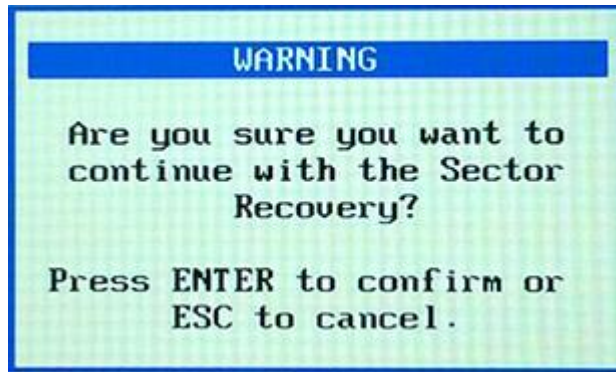 WARNING
Are you sure you want to
continue with the Sector
Recovery?
Press ENTER to confirm or
ESC to cancel.